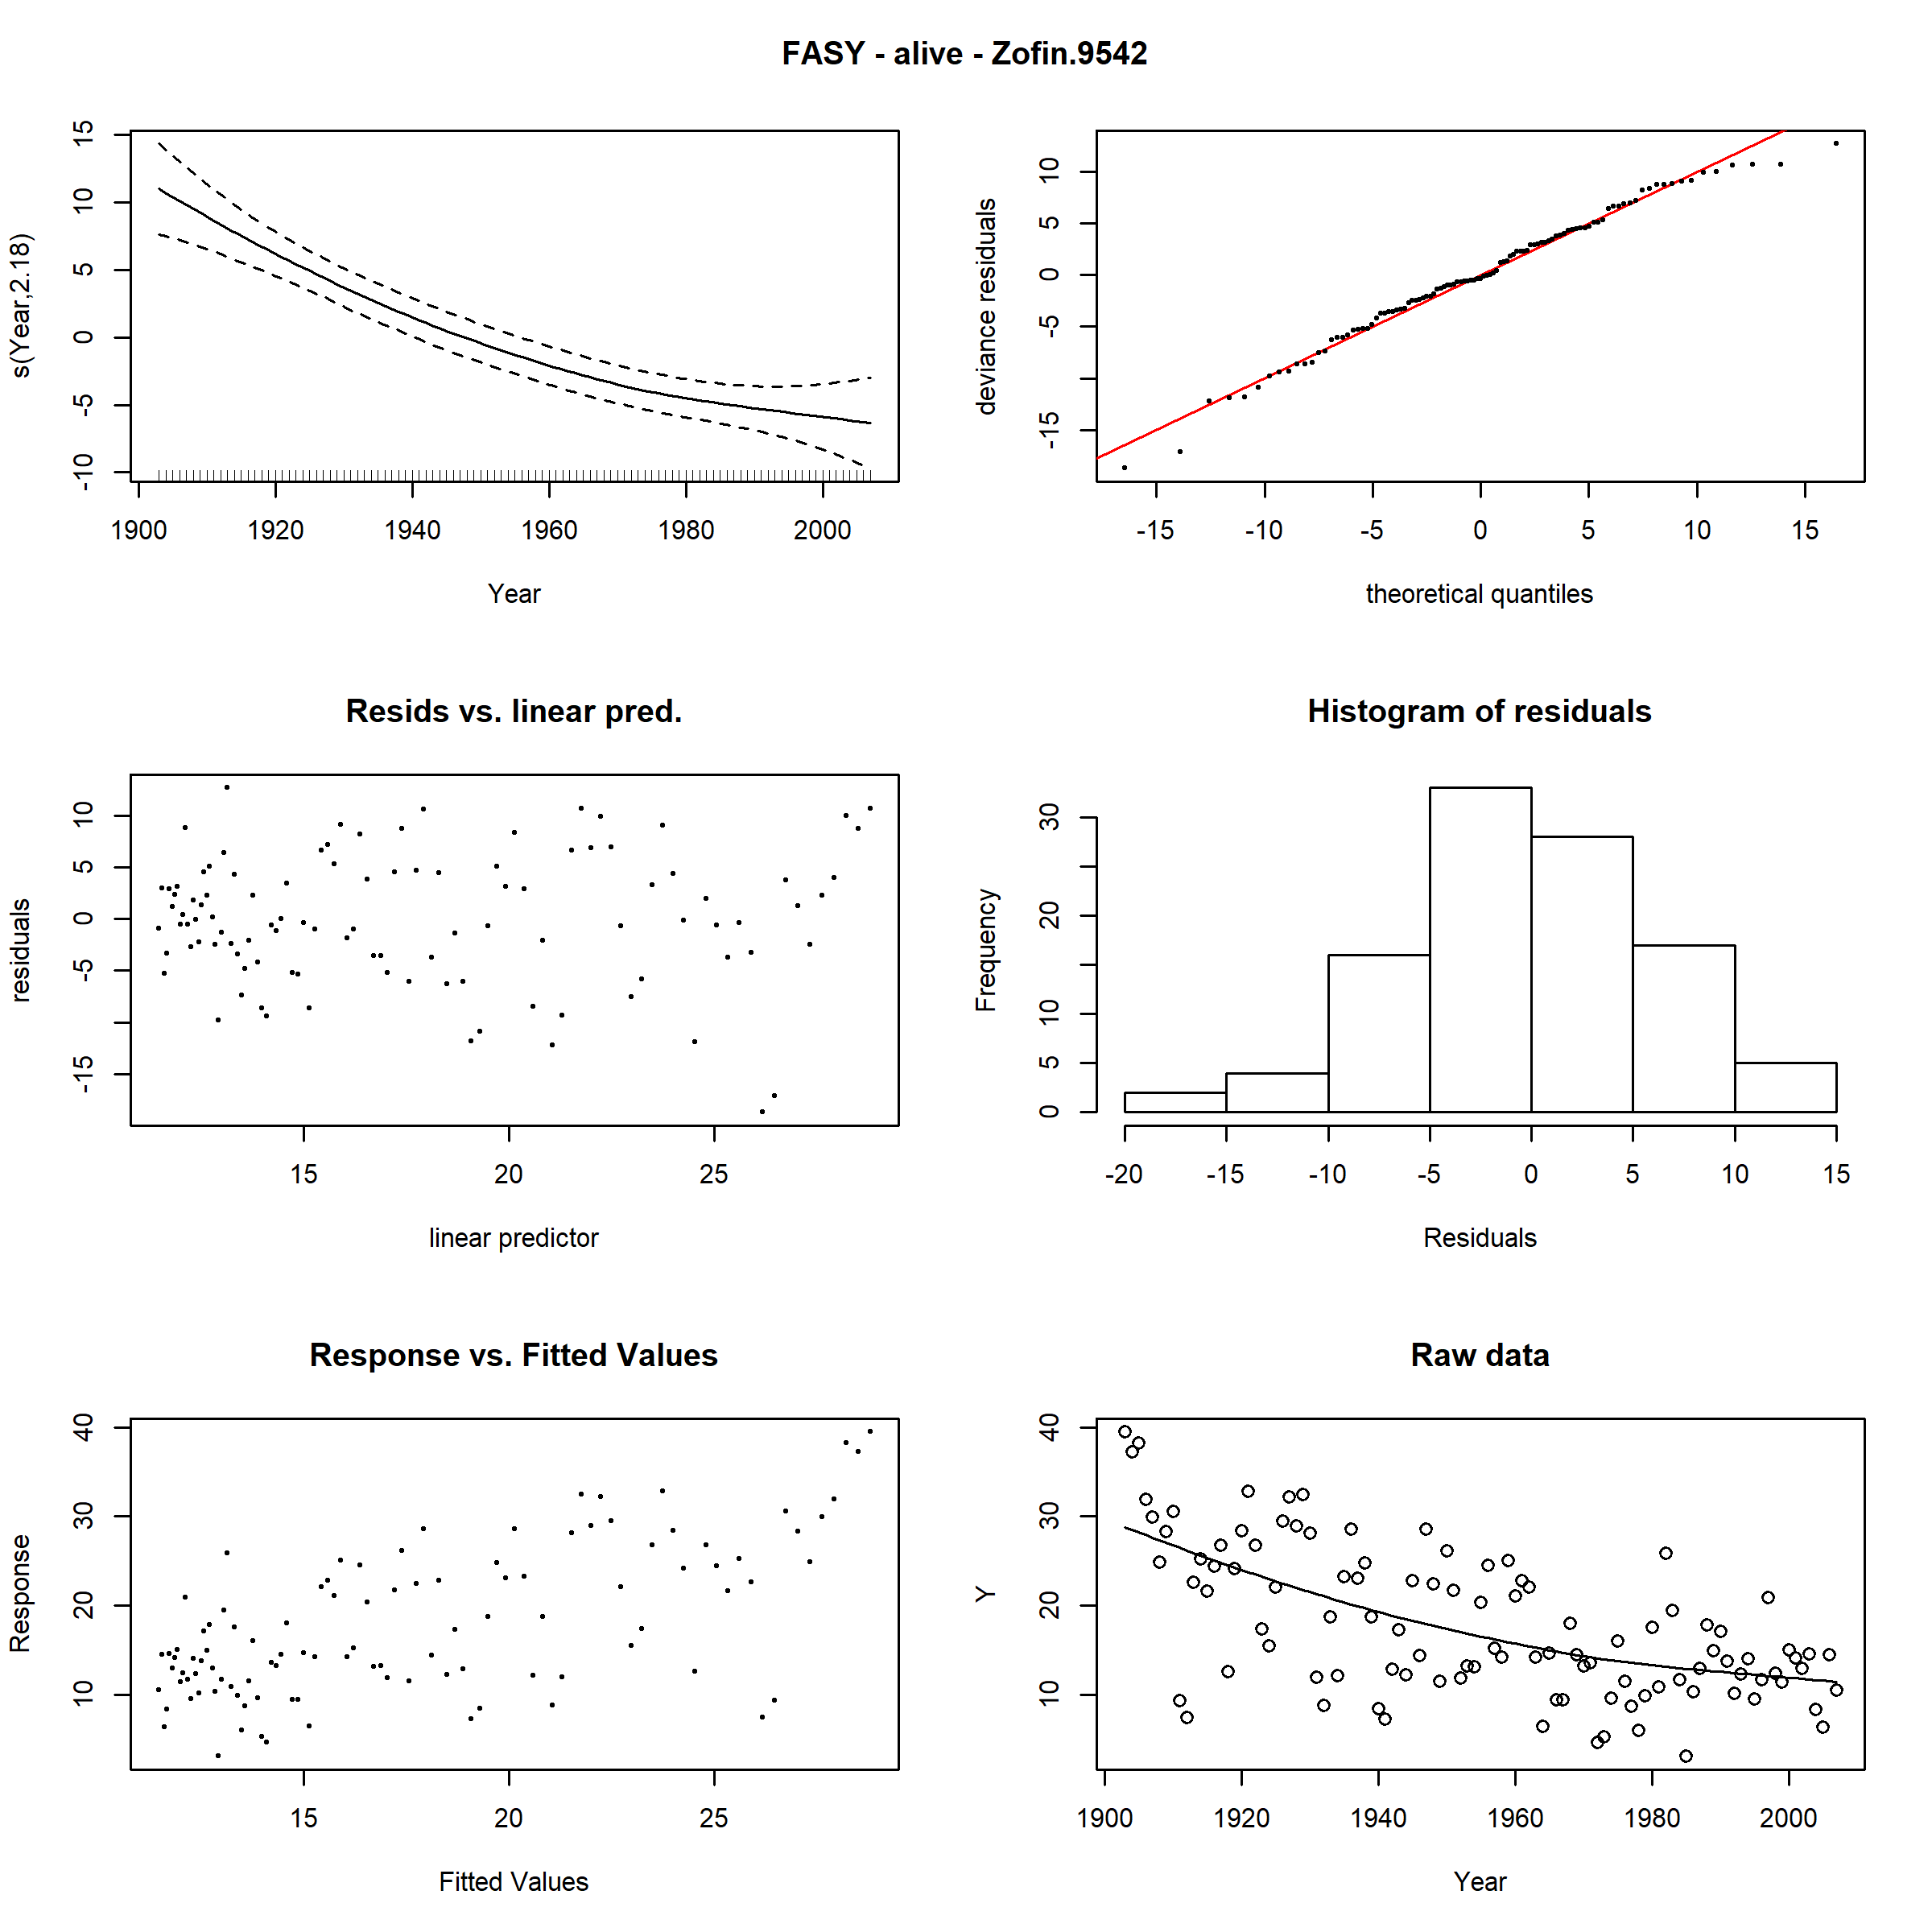 FASY - alive - Zofin.9542
s(Year,2.18)
15
10
5
0
-5
-10
1900 1920 1940 1960 1980 2000
Year
deviance residuals
10
5
0
-5
-15
-15 -10 -5 0 5 10 15
theoretical quantiles
Resids vs. linear pred.
residuals
10
5
0
-5
-15
15 20 25
linear predictor
Histogram of residuals
Frequency
30
20
10
5
0
-20 -15 -10 -5 0 5 10 15
Residuals
Response vs. Fitted Values
Response
40
30
20
10
15 20 25
Fitted Values
Raw data
Y
40
30
20
10
1900 1920 1940 1960 1980 2000
Year